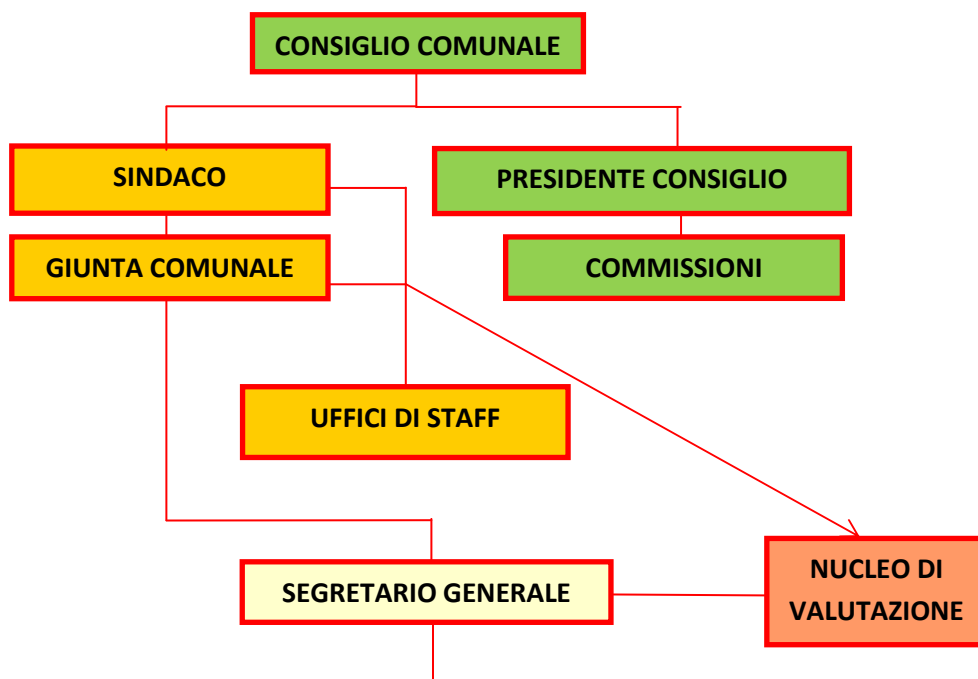 CONSIGLIO COMUNALE
SINDACO
PRESIDENTE CONSIGLIO
GIUNTA COMUNALE
COMMISSIONI
UFFICI DI STAFF
SEGRETARIO GENERALE
NUCLEO DI
VALUTAZIONE